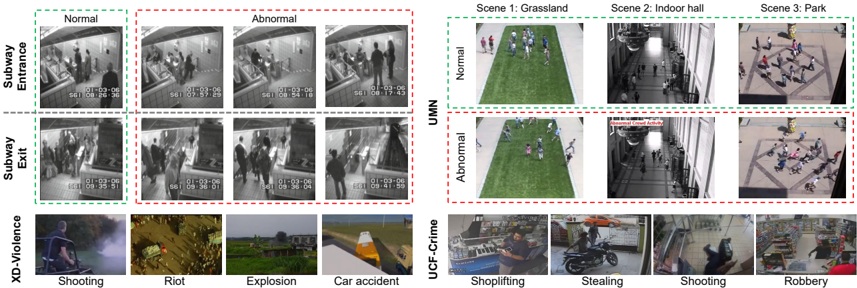 Normal
Abnormal
Subway Entrance
01-03-06
S61 08:26:36
01-03-06
S61 07:57:29
01-03-06
S61 08:54:10
01-03-06
S61 08:17:43
Subway Exit
01-03-06
S61 09:35:51
01-03-06
S61 09:36:01
01-03-06
S61 09:36:04
01-03-06
S61 09:41:59
XD-Violence
Shooting
Riot
Explosion
Car accident
UMN
Scene 1: Grassland
Scene 2: Indoor hall
Scene 3: Park
Normal
Abnormal
Abnormal Crowd Activity
UCF-Crime
Shoplifting
Stealing
Shooting
Robbery